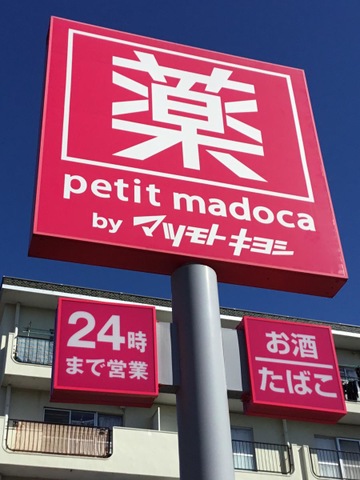 薬
petit madoca
by マツモトキヨシ
24時
まで営業
お酒
たばこ